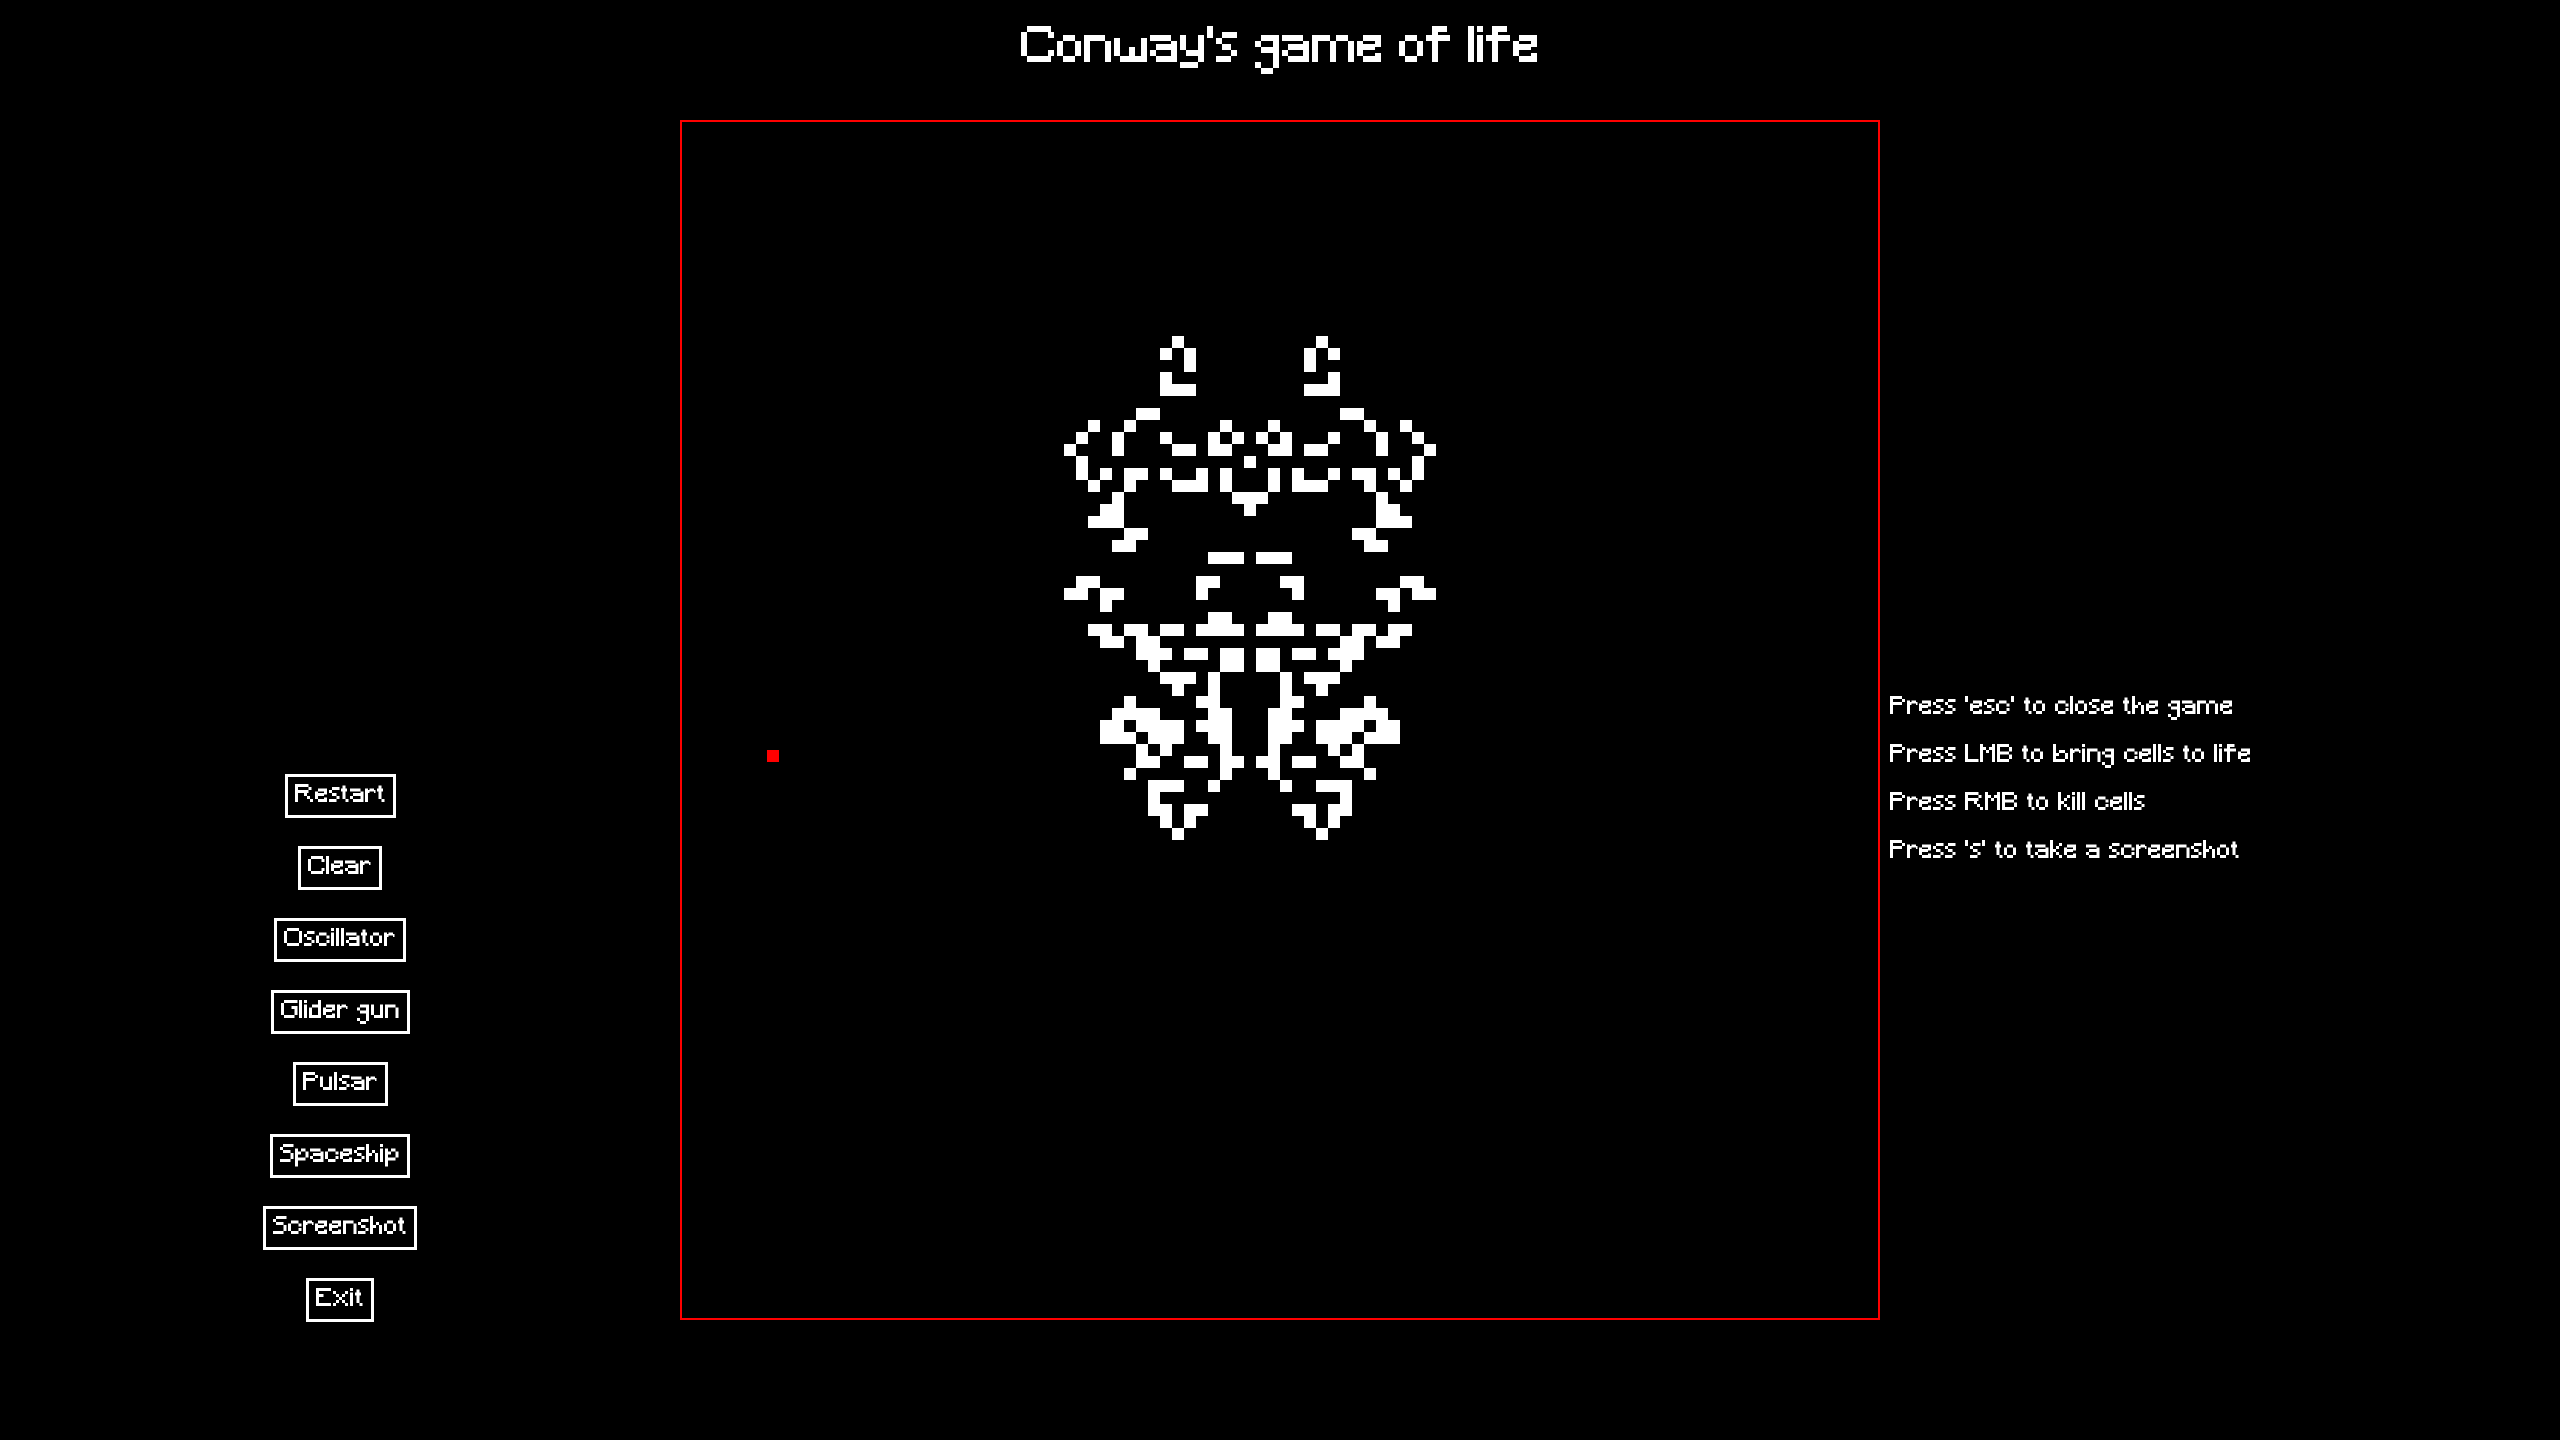 Conway's game of life
Press 'esc' to close the game
Press LMB to bring cells to life
Press RMB to kill cells
Press 's' to take a screenshot
Restart
Clear
Oscillator
Glider gun
Pulsar
Spaceship
Screenshot
Exit